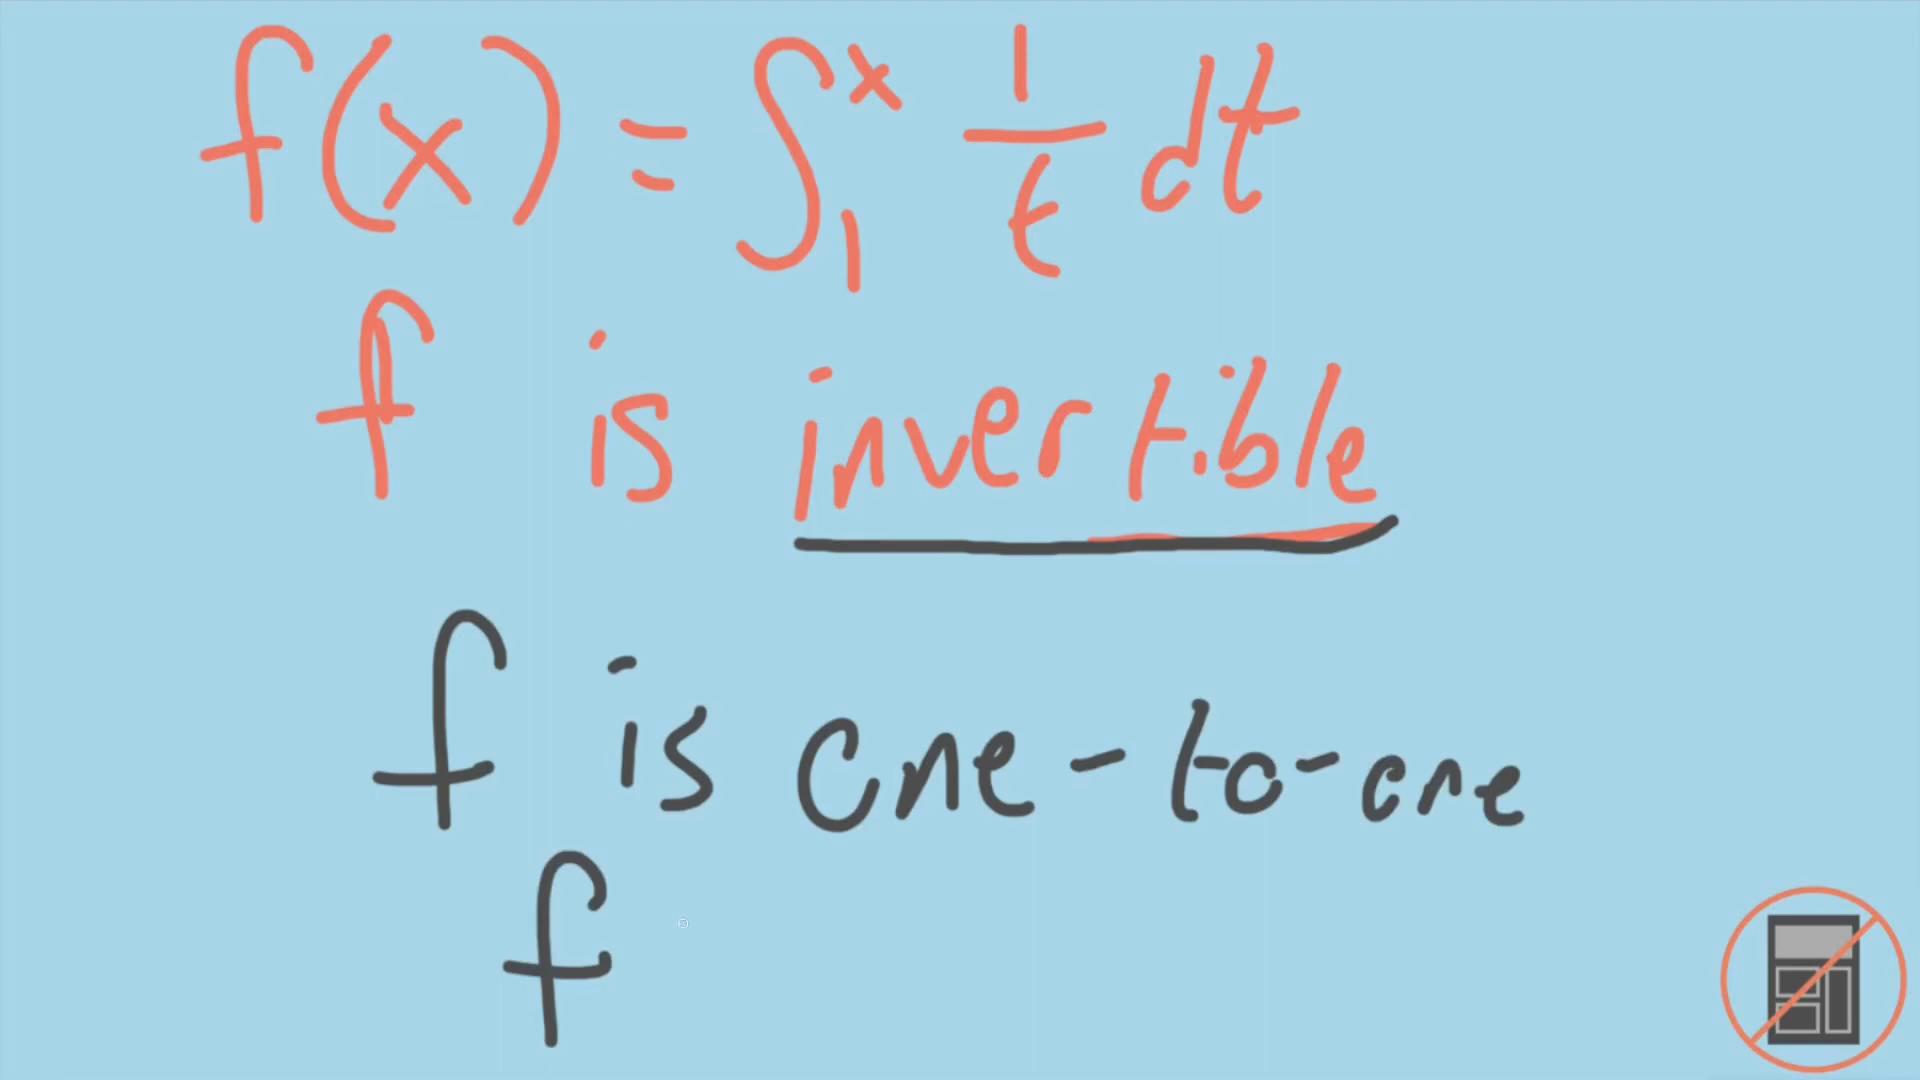 f(x) = ∫₁ˣ 1/t dt
f is invertible
f is one-to-one
f